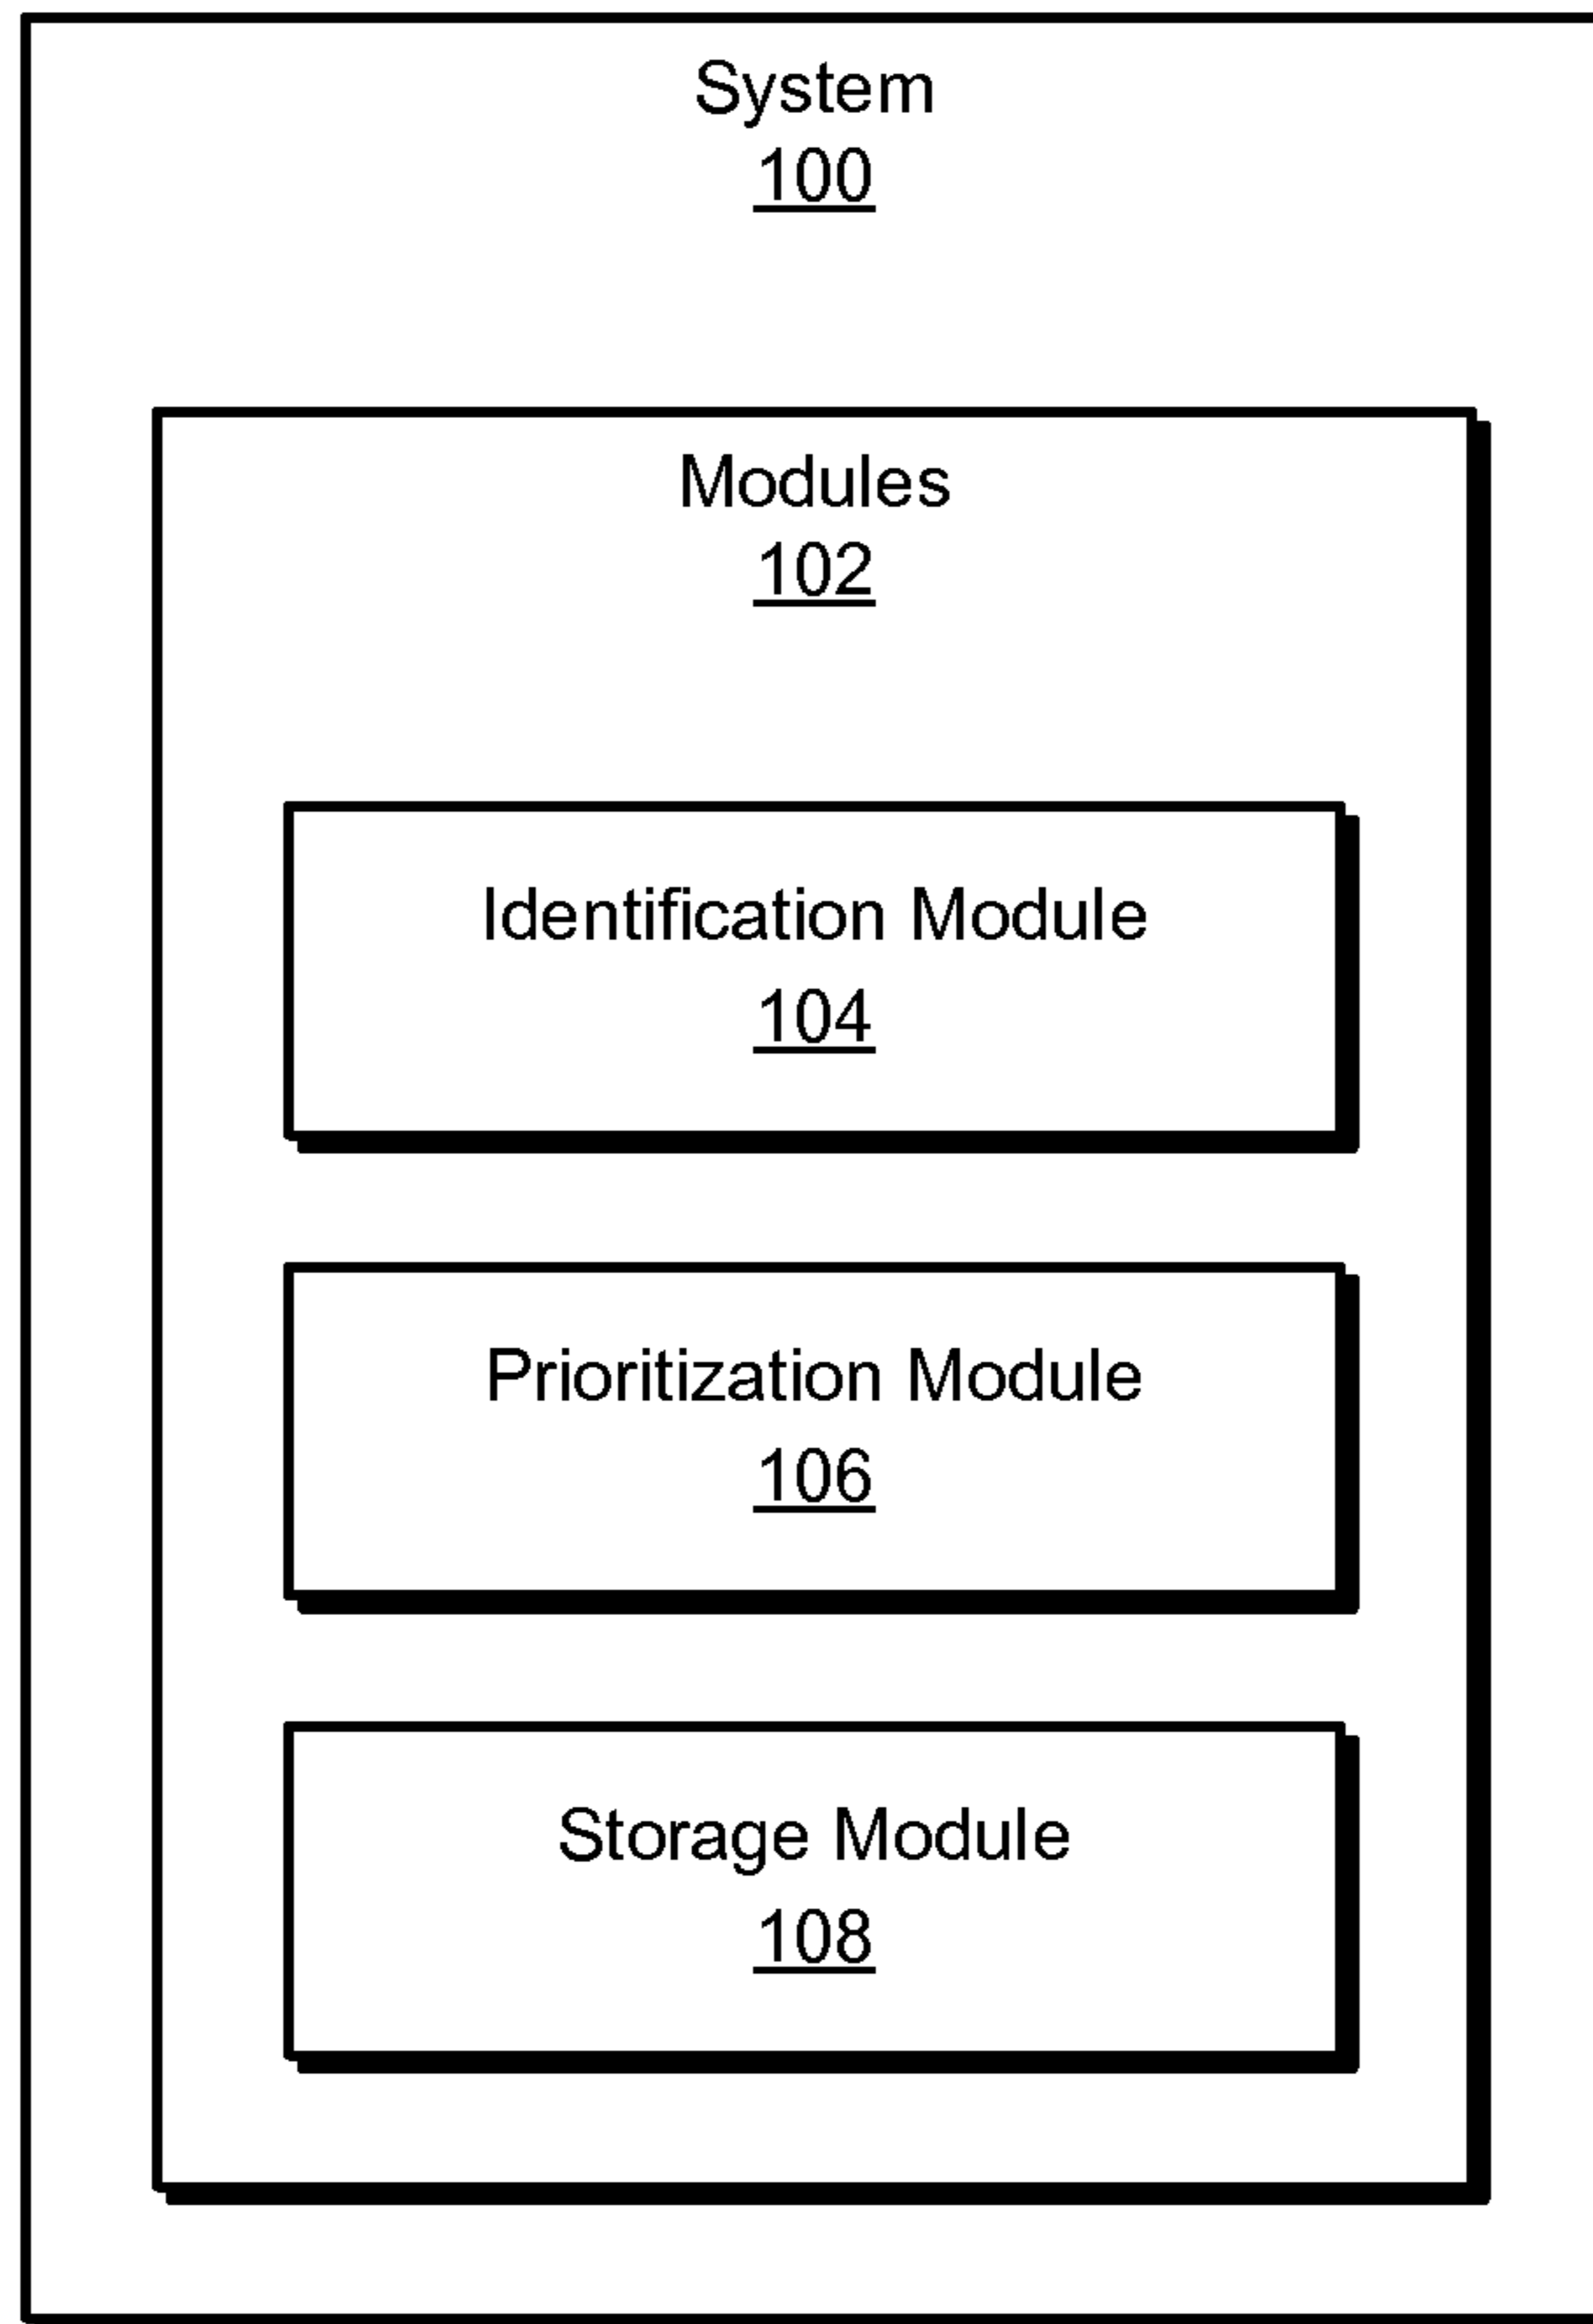 System
100
Modules
102
Identification Module
104
Prioritization Module
106
Storage Module
108